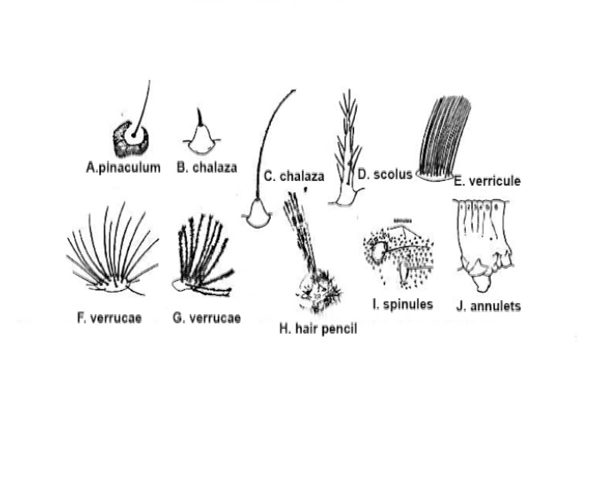 A.pinaculum
B. chalaza
C. chalaza
D. scolus
E. verricule
F. verrucae
G. verrucae
H. hair pencil
I. spinules
J. annulets